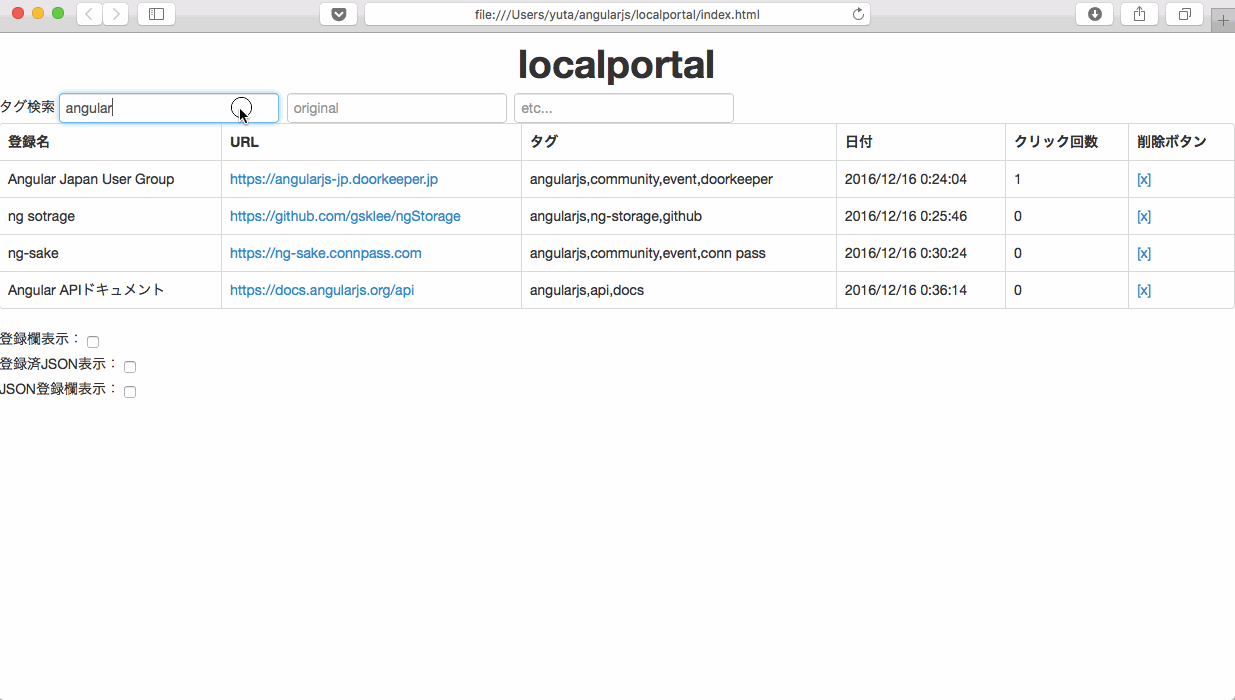 file:///Users/yuta/angularjs/localportal/index.html
localportal
タグ検索 angular original etc...
登録名 URL タグ 日付 クリック回数 削除ボタン
Angular Japan User Group https://angularjs-jp.doorkeeper.jp angularjs,community,event,doorkeeper 2016/12/16 0:24:04 1 [x]
ng sotrage https://github.com/gsklee/ngStorage angularjs,ng-storage,github 2016/12/16 0:25:46 0 [x]
ng-sake https://ng-sake.connpass.com angularjs,community,event,conn pass 2016/12/16 0:30:24 0 [x]
Angular APIドキュメント https://docs.angularjs.org/api angularjs,api,docs 2016/12/16 0:36:14 0 [x]
登録欄表示：
登録済JSON表示：
JSON登録欄表示：